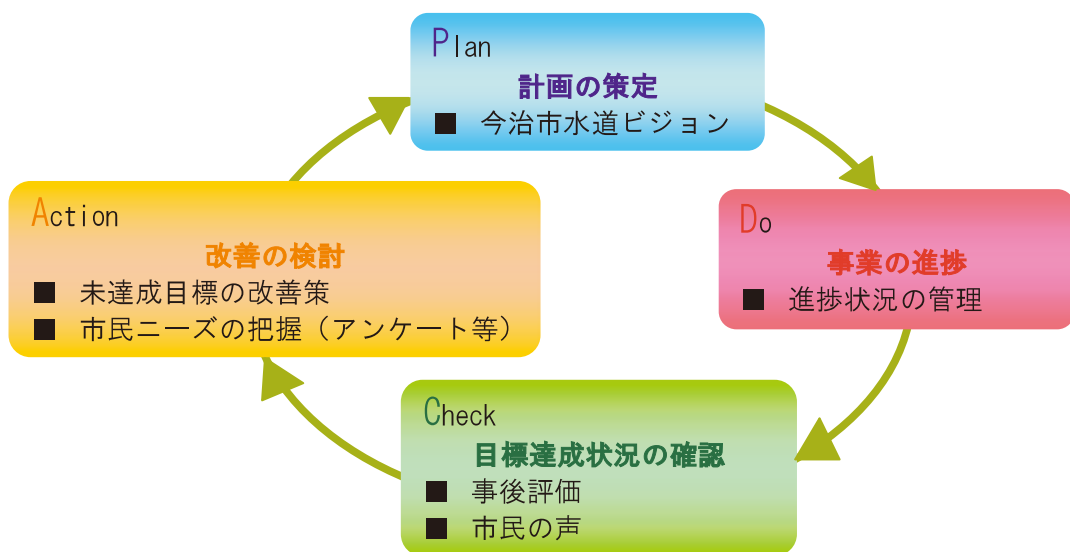 Plan
計画の策定
■ 今治市水道ビジョン
Do
事業の進捗
■ 進捗状況の管理
Check
目標達成状況の確認
■ 事後評価
■ 市民の声
Action
改善の検討
■ 未達成目標の改善策
■ 市民ニーズの把握（アンケート等）